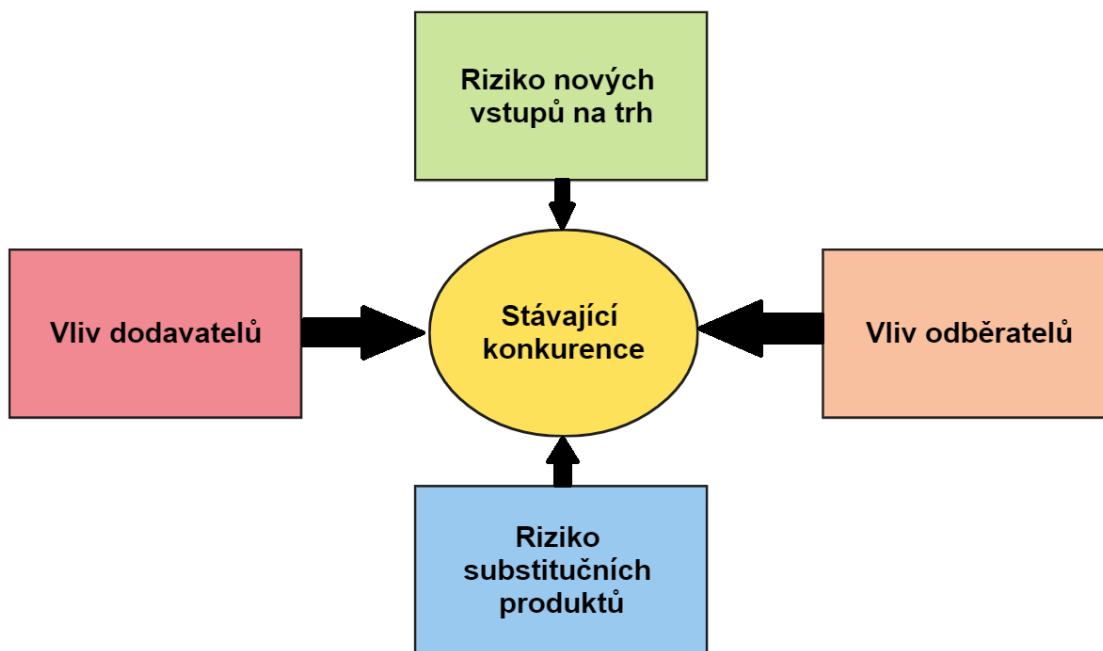 Riziko nových
vstupů na trh
Vliv dodavatelů
Stávající
konkurence
Vliv odběratelů
Riziko
substitučních
produktů